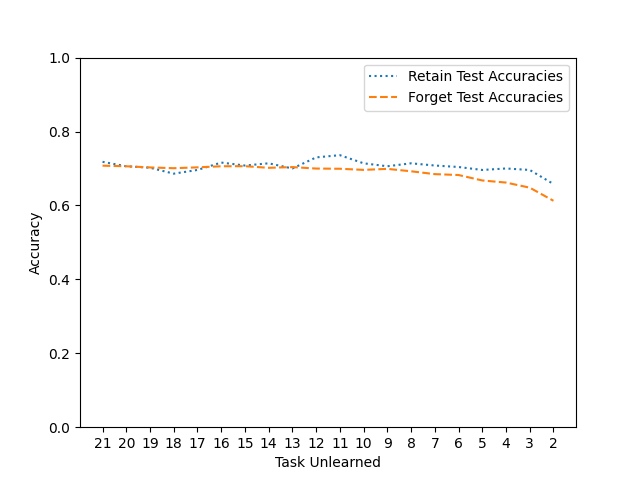 1.0
0.8
0.6
0.4
0.2
0.0
Accuracy
Retain Test Accuracies
Forget Test Accuracies
21 20 19 18 17 16 15 14 13 12 11 10 9 8 7 6 5 4 3 2
Task Unlearned